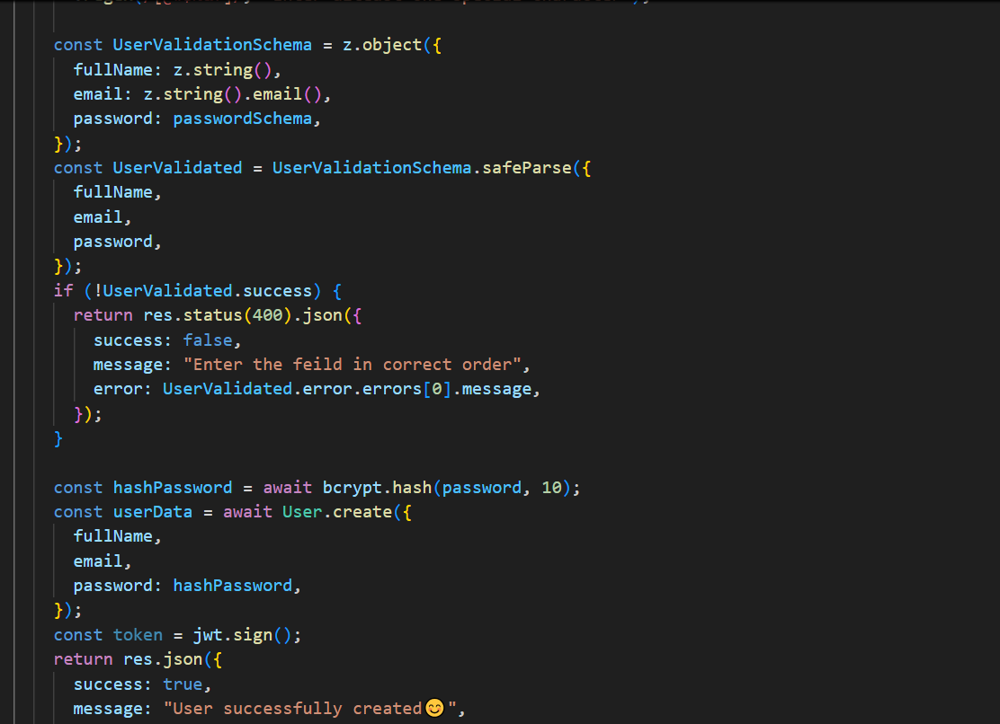 const UserValidationSchema = z.object({
fullName: z.string(),
email: z.string().email(),
password: passwordSchema,
});
const UserValidated = UserValidationSchema.safeParse({
fullName,
email,
password,
});
if (!UserValidated.success) {
return res.status(400).json({
success: false,
message: "Enter the feild in correct order",
error: UserValidated.error.errors[0].message,
});
}
const hashPassword = await bcrypt.hash(password, 10);
const userData = await User.create({
fullName,
email,
password: hashPassword,
});
const token = jwt.sign();
return res.json({
success: true,
message: "User successfully created😊",